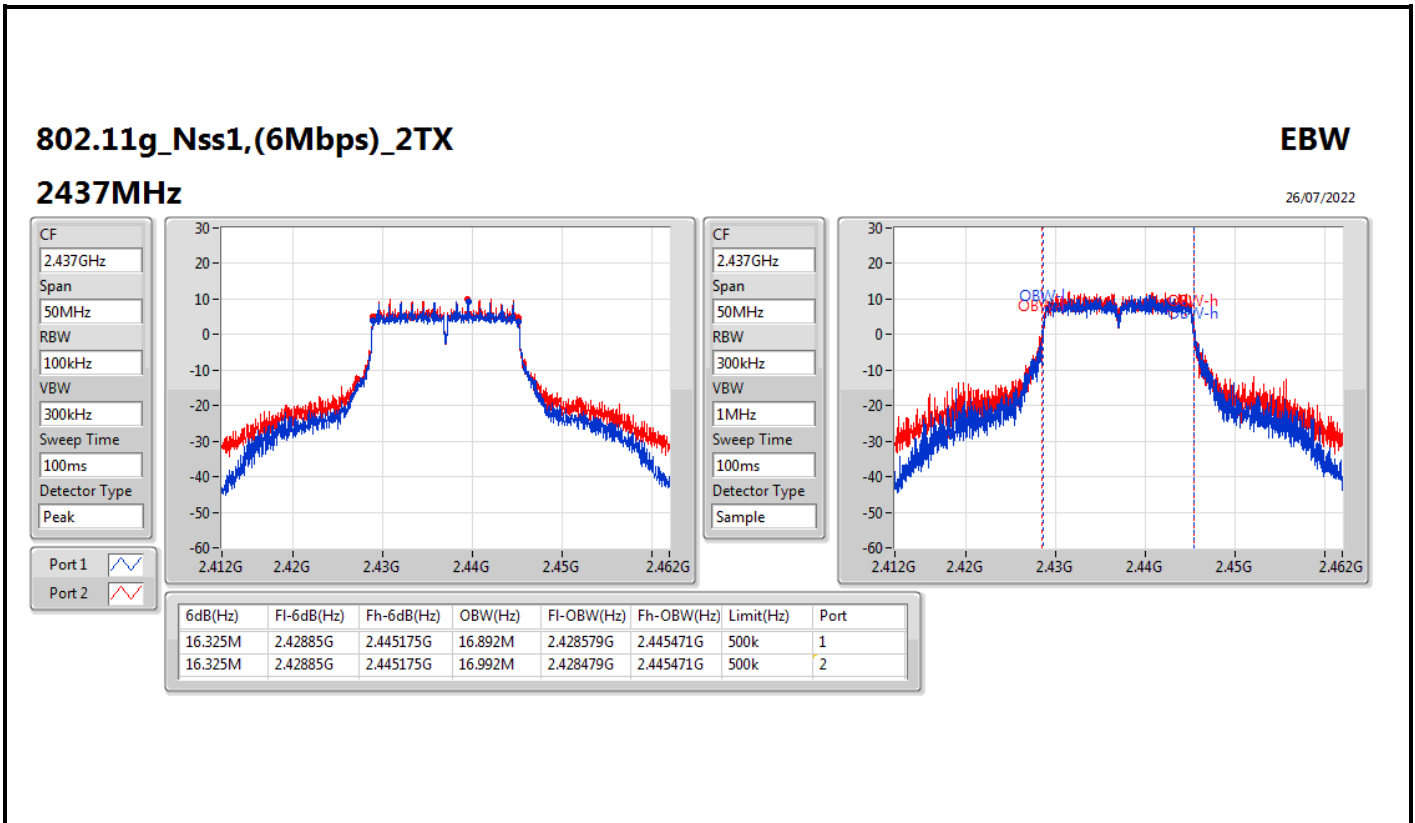 802.11g_Nss1,(6Mbps)_2TX EBW
2437MHz
26/07/2022
CF
2.437GHz
Span
50MHz
RBW
100kHz
VBW
300kHz
Sweep Time
100ms
Detector Type
Peak
Port 1
Port 2
30
20
10
0
-10
-20
-30
-40
-50
-60
2.412G 2.42G 2.43G 2.44G 2.45G 2.462G
CF
2.437GHz
Span
50MHz
RBW
300kHz
VBW
1MHz
Sweep Time
100ms
Detector Type
Sample
30
20
10
0
-10
-20
-30
-40
-50
-60
OBW-h
OBW-h
2.412G 2.42G 2.43G 2.44G 2.45G 2.462G
6dB(Hz) Fl-6dB(Hz) Fh-6dB(Hz) OBW(Hz) Fl-OBW(Hz) Fh-OBW(Hz) Limit(Hz) Port
16.325M 2.42885G 2.445175G 16.892M 2.428579G 2.445471G 500k 1
16.325M 2.42885G 2.445175G 16.992M 2.428479G 2.445471G 500k 2